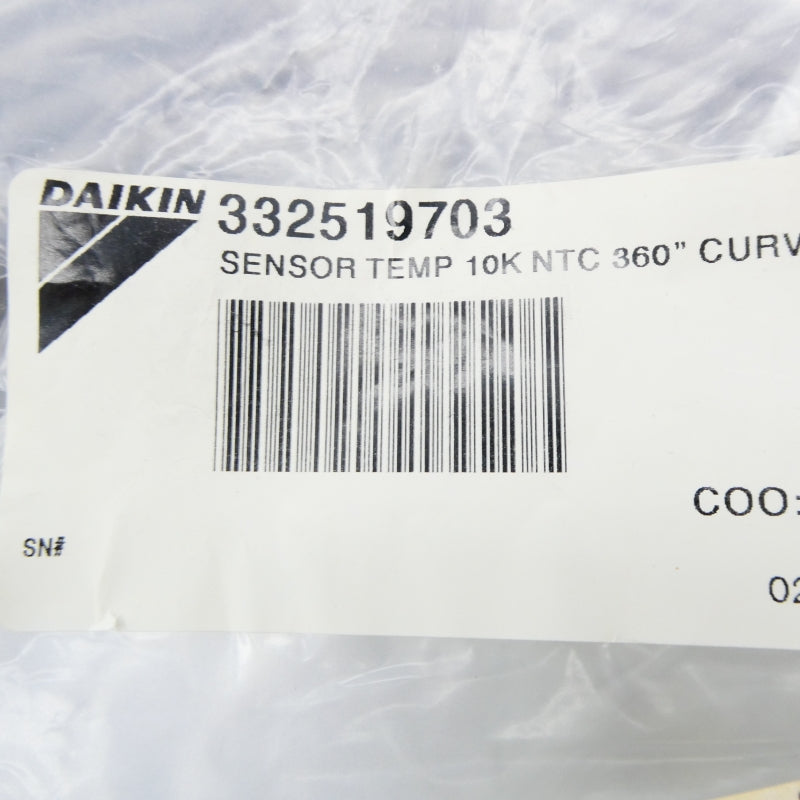 DAIKIN 332519703
SENSOR TEMP 10K NTC 360" CURV
COO:
SN#
02